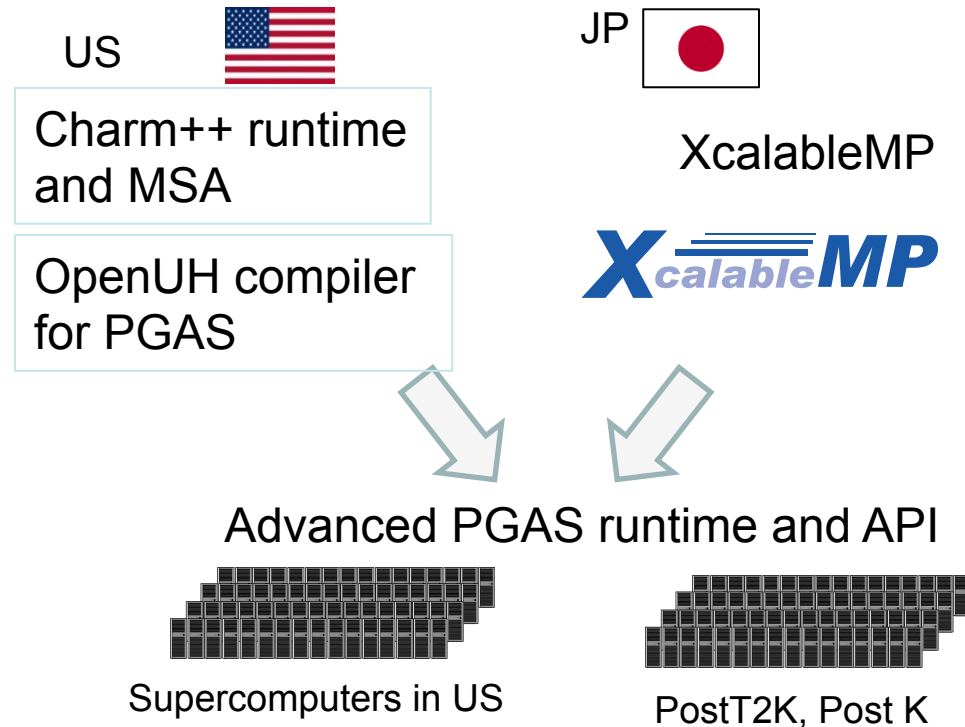 US
JP
Charm++ runtime
and MSA
XcalableMP
OpenUH compiler
for PGAS
XcalableMP
Advanced PGAS runtime and API
Supercomputers in US
PostT2K, Post K